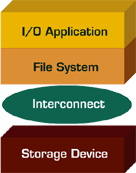 I/O Application
File System
Interconnect
Storage Device